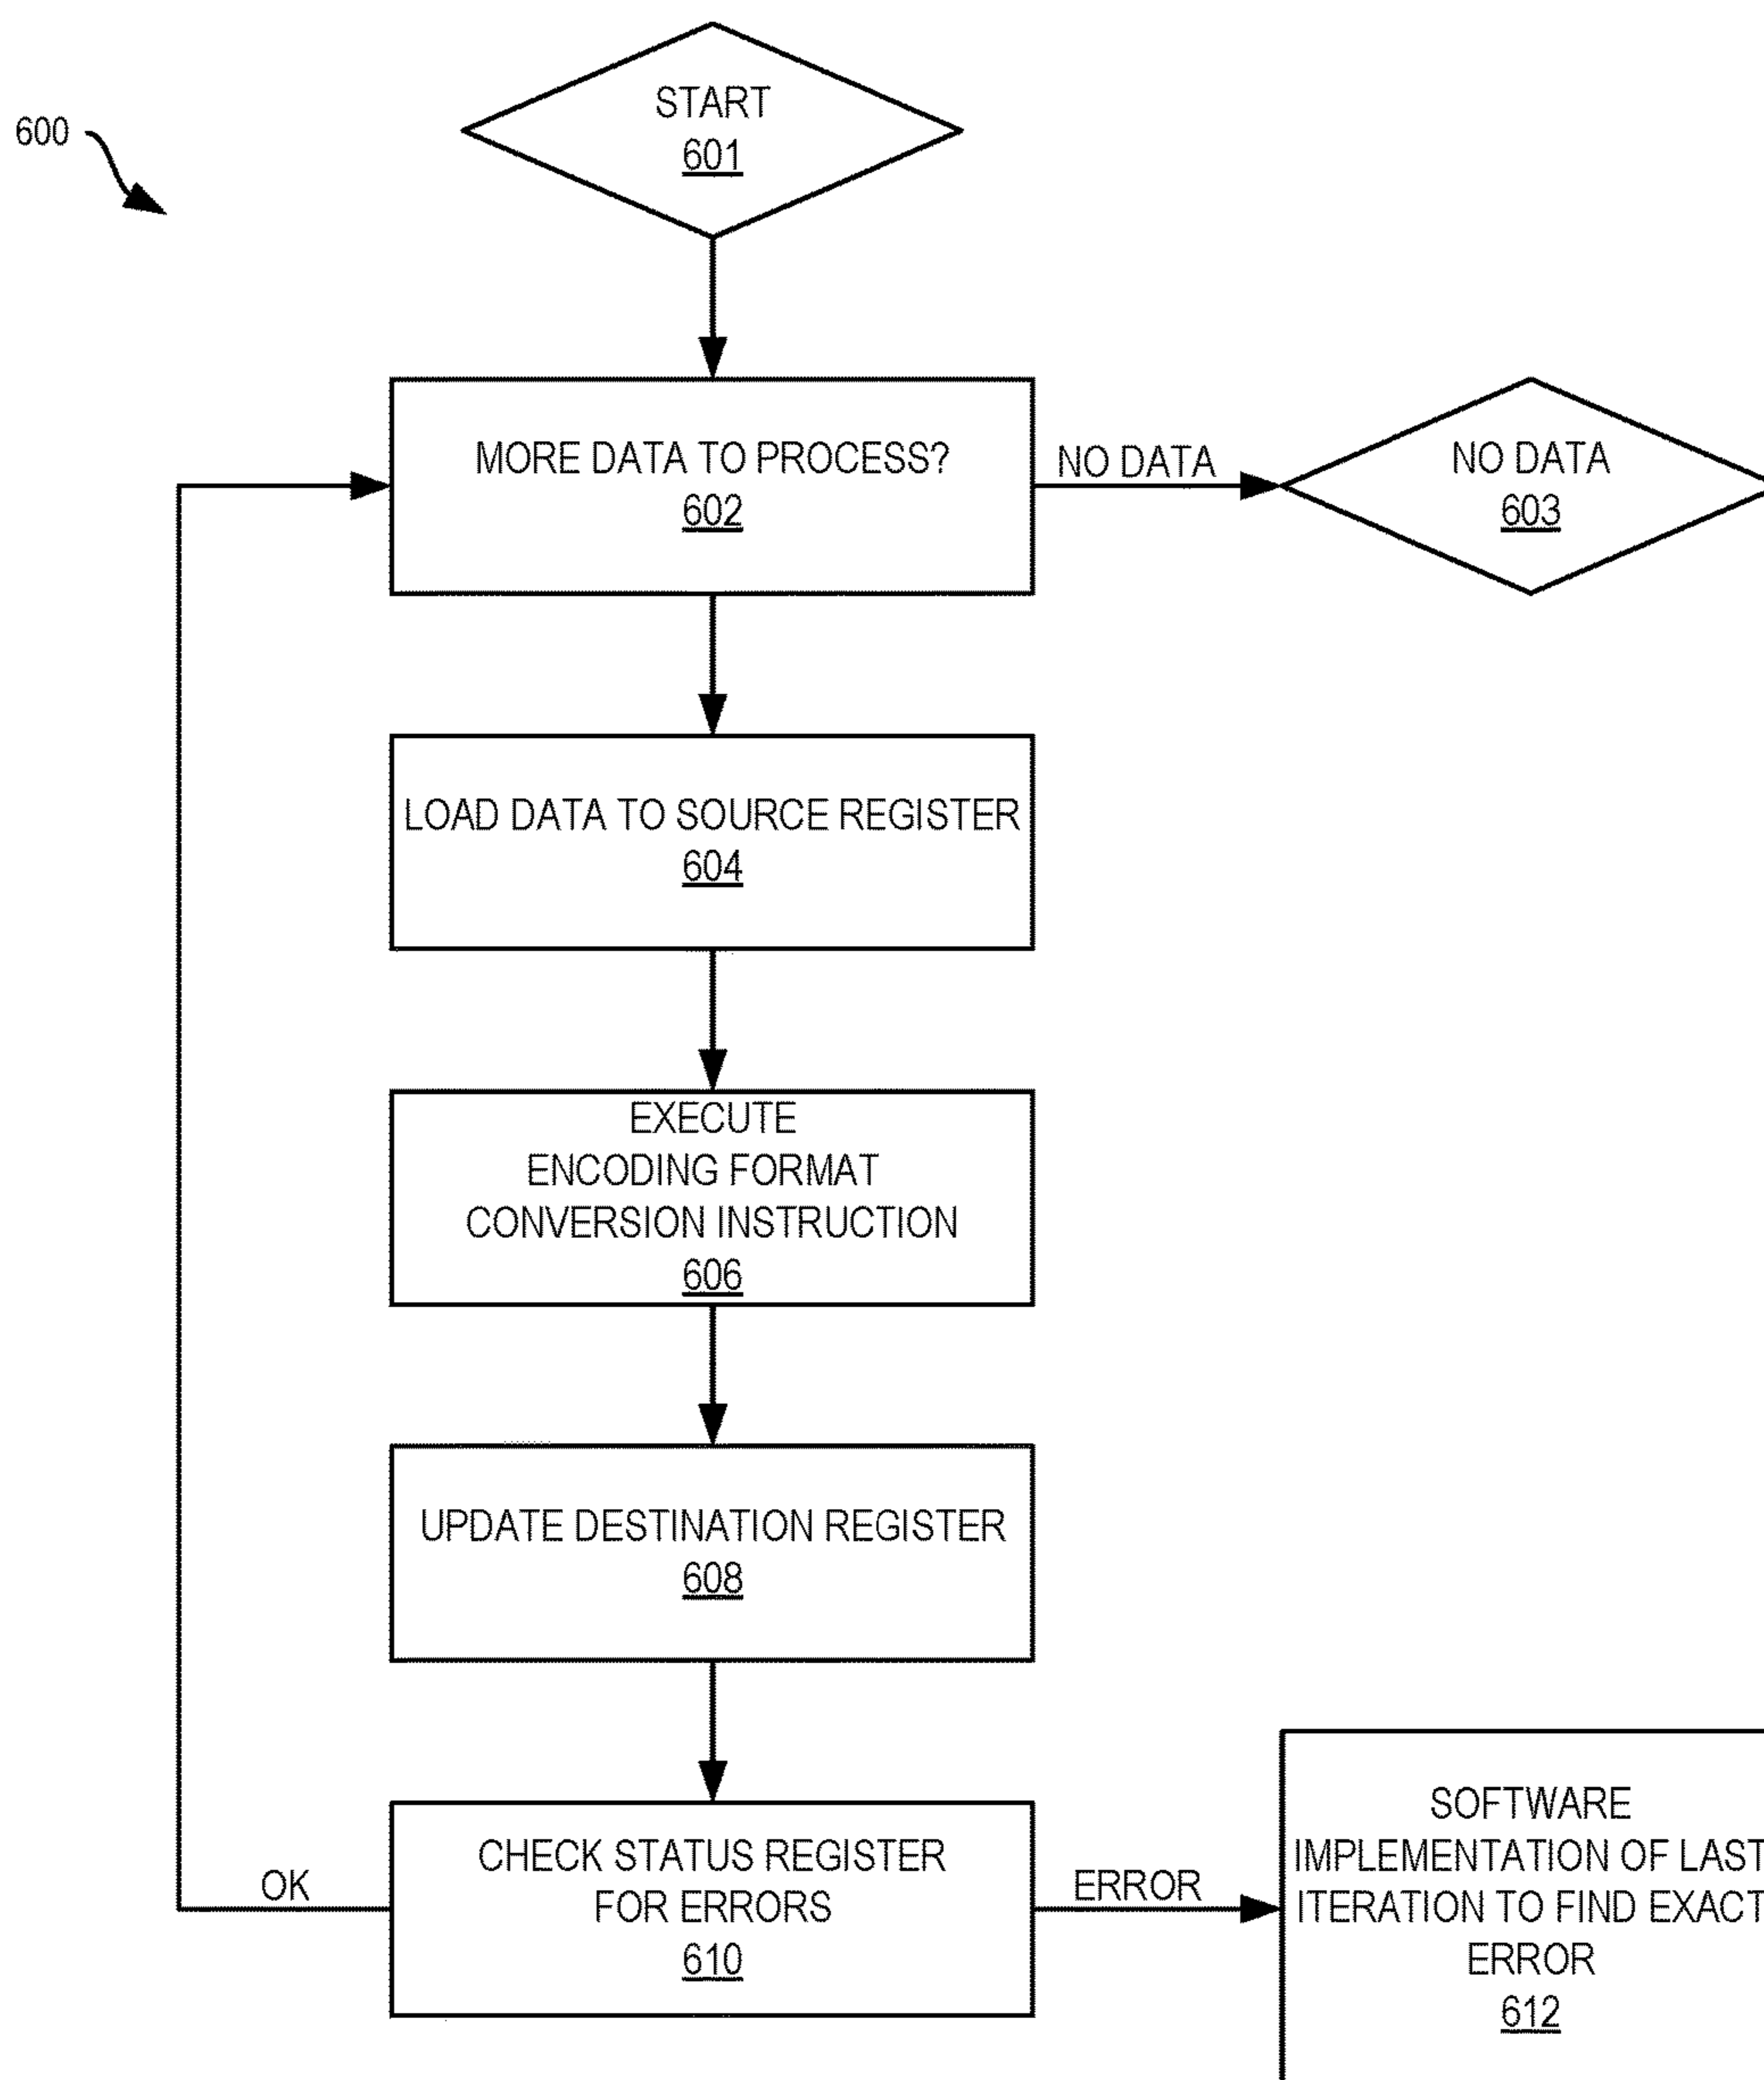 START
601
600
MORE DATA TO PROCESS?
602
NO DATA
NO DATA
603
LOAD DATA TO SOURCE REGISTER
604
EXECUTE
ENCODING FORMAT
CONVERSION INSTRUCTION
606
UPDATE DESTINATION REGISTER
608
CHECK STATUS REGISTER
FOR ERRORS
610
OK
ERROR
SOFTWARE
IMPLEMENTATION OF LAST
ITERATION TO FIND EXACT
ERROR
612